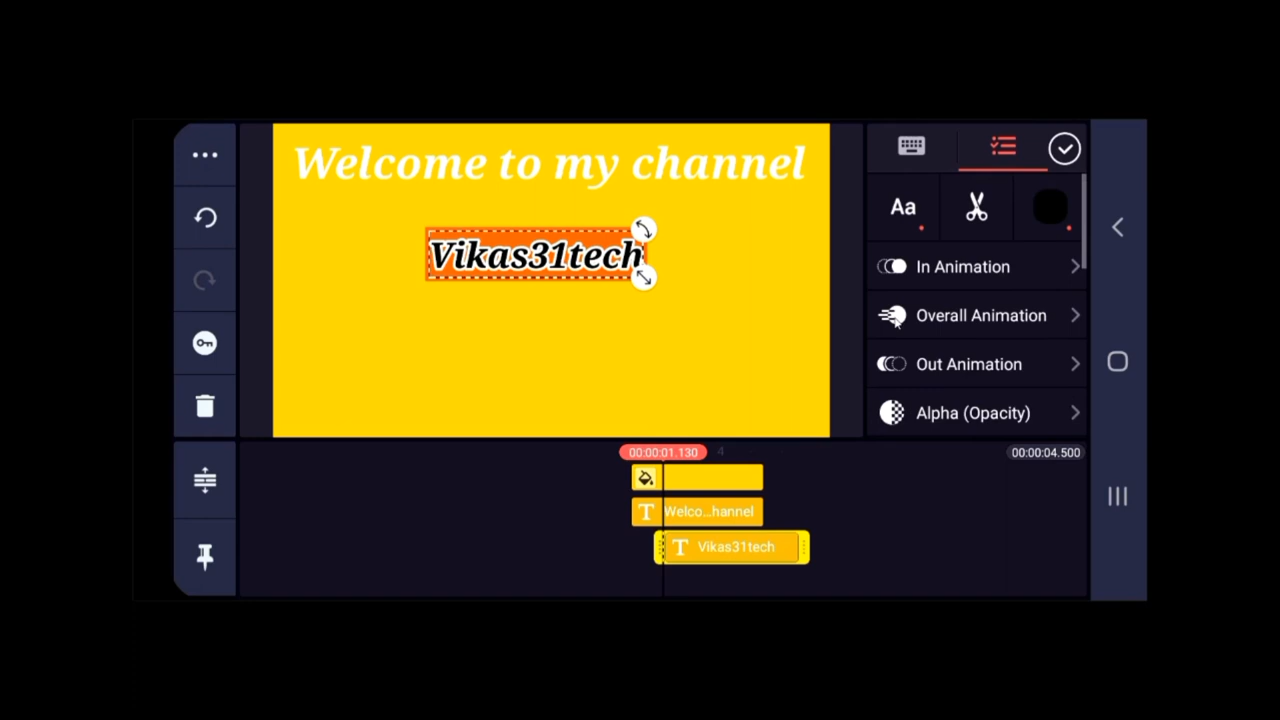 Welcome to my channel
Vikas31tech
Aa
In Animation
Overall Animation
Out Animation
Alpha (Opacity)
00:00:01.130
4
00:00:04.500
Welco...hannel
T
Vikas31tech
T